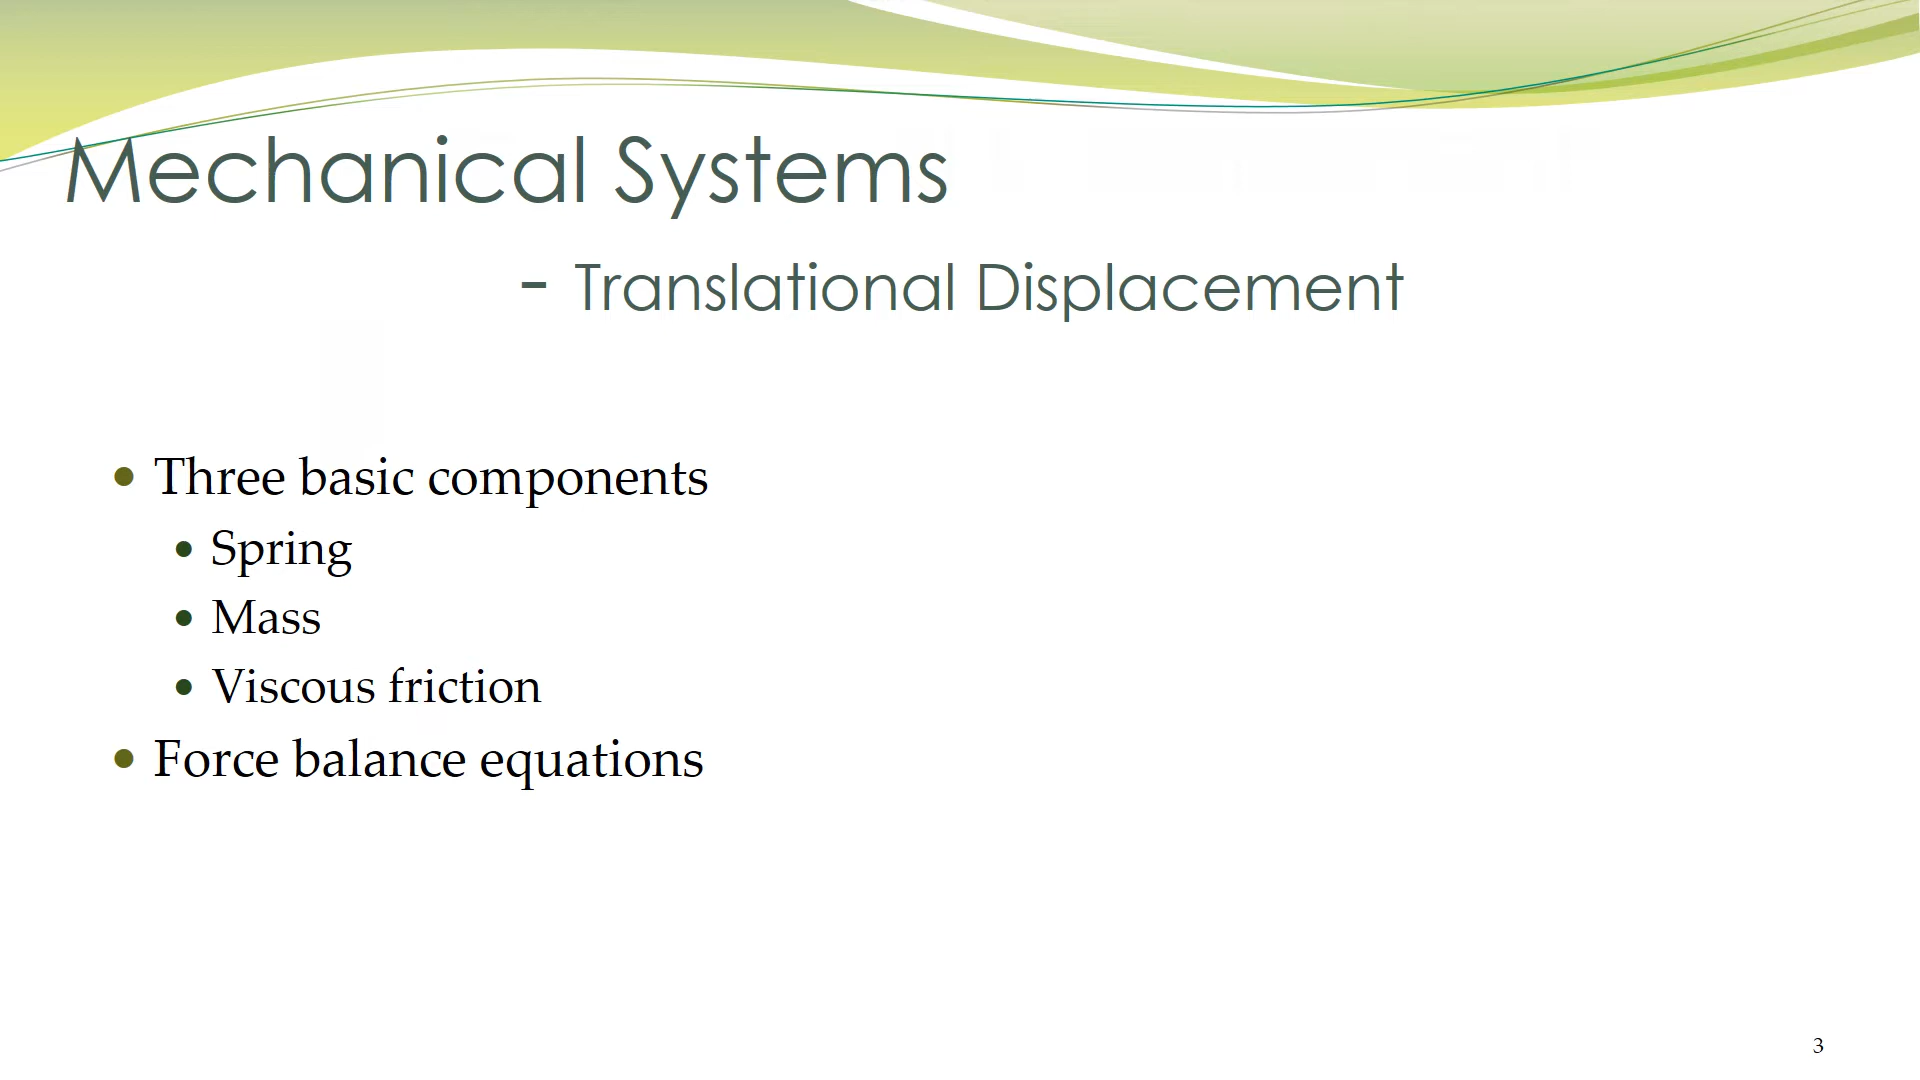 Mechanical Systems
- Translational Displacement
• Three basic components
• Spring
• Mass
• Viscous friction
• Force balance equations
3